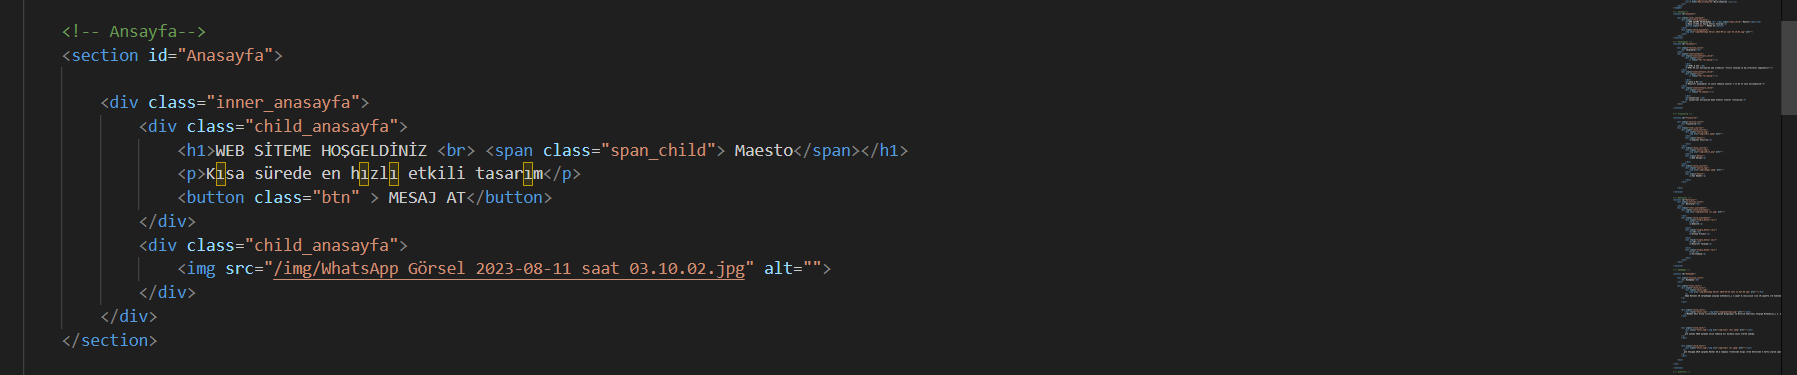 <!-- Ansayfa-->
<section id="Anasayfa">
<div class="inner_anasayfa">
<div class="child_anasayfa">
<h1>WEB SİTEME HOŞGELDİNİZ <br> <span class="span_child"> Maesto</span></h1>
<p>Kısa sürede en hızlı etkili tasarım</p>
<button class="btn" > MESAJ AT</button>
</div>
<div class="child_anasayfa">
<img src="/img/WhatsApp Görsel 2023-08-11 saat 03.10.02.jpg" alt="">
</div>
</div>
</section>